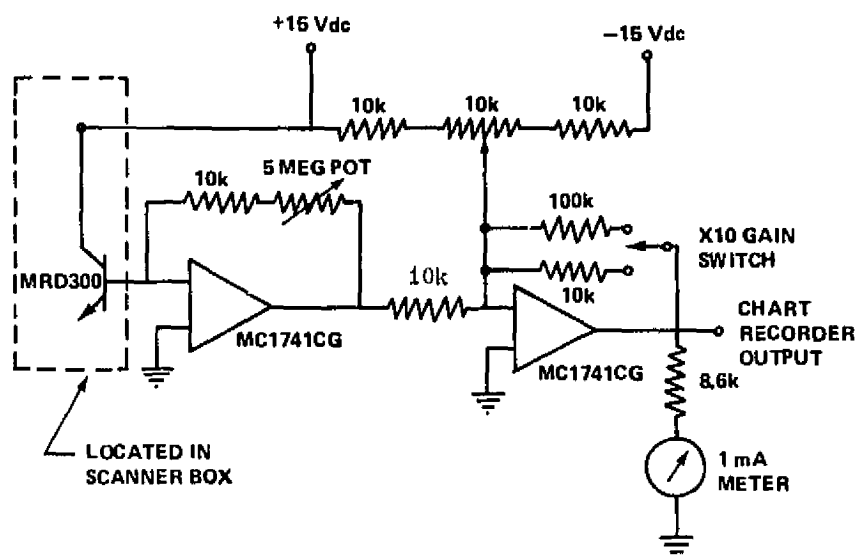 +15 Vdc
−15 Vdc
10k
10k
10k
5 MEG POT
10k
100k
X10 GAIN
SWITCH
MRD300
10k
10k
MC1741CG
CHART
RECORDER
OUTPUT
MC1741CG
8,6k
LOCATED IN
SCANNER BOX
1 mA
METER